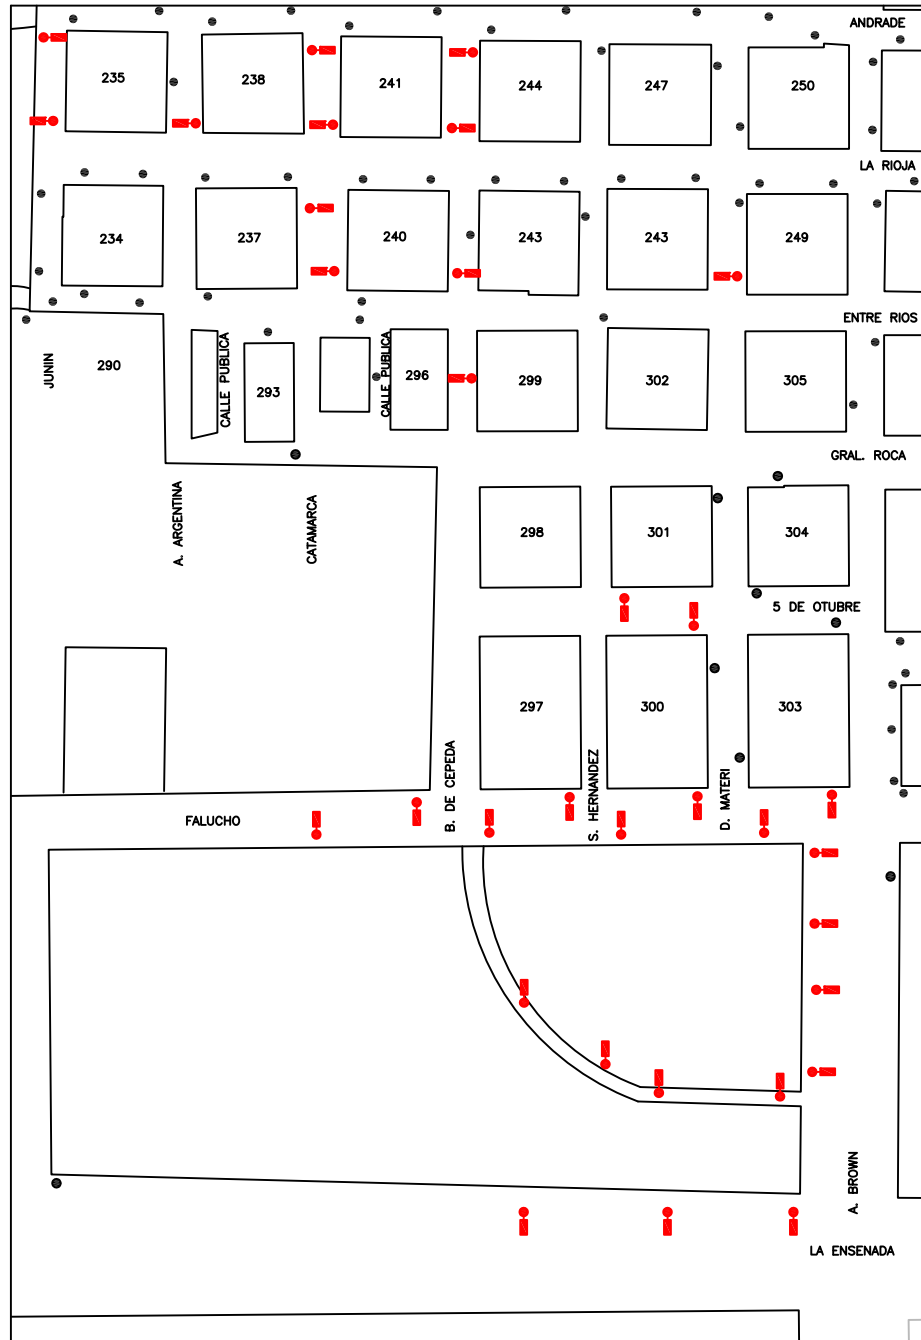 ANDRADE
235
238
241
244
247
250
LA RIOJA
234
237
240
243
243
249
ENTRE RIOS
JUNIN
290
CALLE PUBLICA
293
CALLE PUBLICA
296
299
302
305
GRAL. ROCA
A. ARGENTINA
CATAMARCA
298
301
304
5 DE OTUBRE
297
300
303
FALUCHO
B. DE CEPEDA
S. HERNANDEZ
D. MATERI
A. BROWN
LA ENSENADA